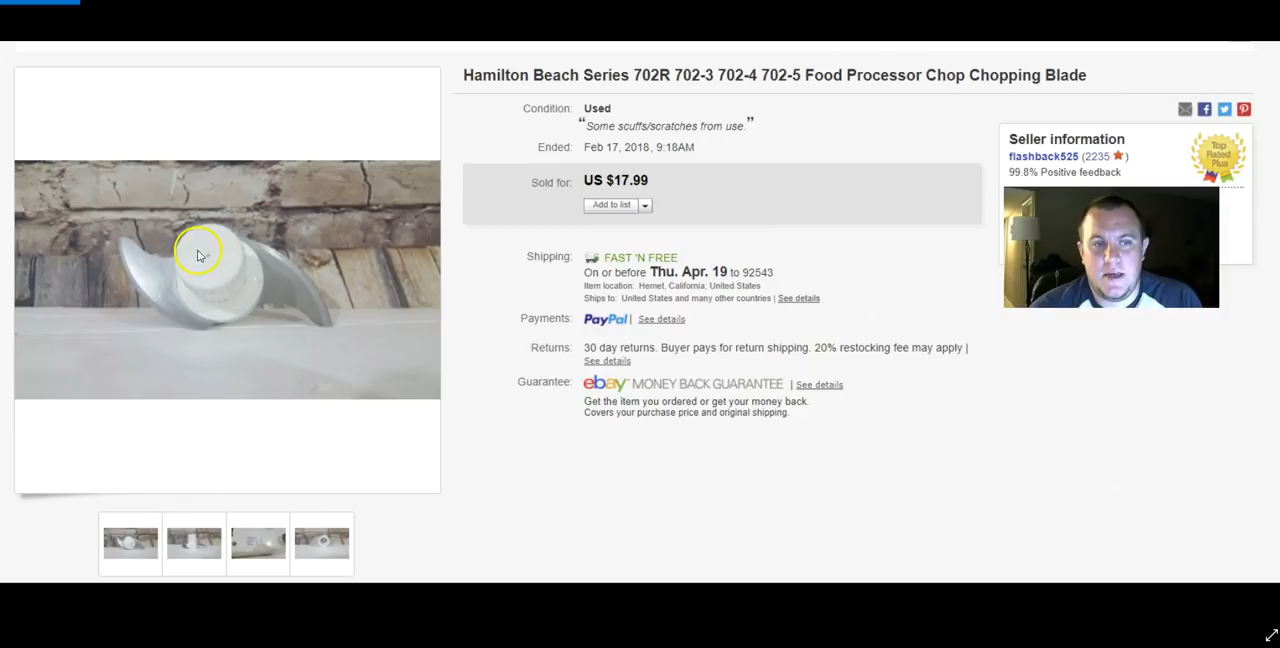 Hamilton Beach Series 702R 702-3 702-4 702-5 Food Processor Chop Chopping Blade
Condition: Used
“Some scuffs/scratches from use.”
Ended: Feb 17, 2018, 9:18AM
Sold for: US $17.99
Add to list
Shipping: FAST 'N FREE
On or before Thu. Apr. 19 to 92543
Item location: Hemet, California, United States
Ships to: United States and many other countries | See details
Payments: PayPal | See details
Returns: 30 day returns. Buyer pays for return shipping. 20% restocking fee may apply |
See details
Guarantee: ebay MONEY BACK GUARANTEE | See details
Get the item you ordered or get your money back.
Covers your purchase price and original shipping.
Seller information
flashback525 (2235 )
99.8% Positive feedback
Top
Rated
Plus